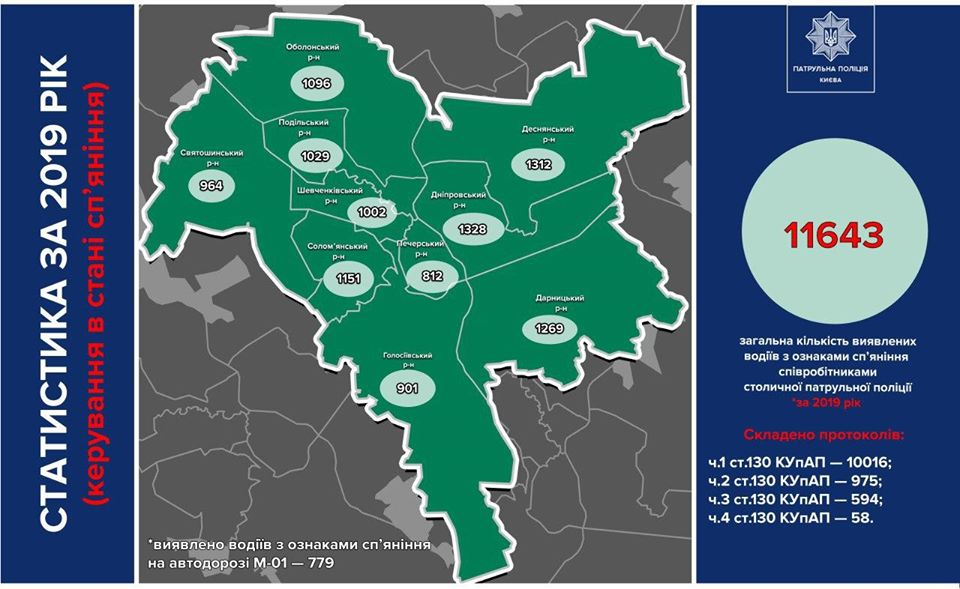 СТАТИСТИКА ЗА 2019 РІК
(керування в стані сп’яніння)
Оболонський
р-н
1096
Подільський
р-н
1029
Святошинський
р-н
964
Шевченківський
р-н
1002
Деснянський
р-н
1312
Дніпровський
р-н
1328
Солом’янський
р-н
1151
Печерський
р-н
812
Дарницький
р-н
1269
Голосіївський
р-н
901
*виявлено водіїв з ознаками сп’яніння
на автодорозі М-01 — 779
ПАТРУЛЬНА ПОЛІЦІЯ
КИЄВА
11643
загальна кількість виявлених
водіїв з ознаками сп’яніння
співробітниками
столичної патрульної поліції
*за 2019 рік
Складено протоколів:
ч.1 ст.130 КУпАП — 10016;
ч.2 ст.130 КУпАП — 975;
ч.3 ст.130 КУпАП — 594;
ч.4 ст.130 КУпАП — 58.